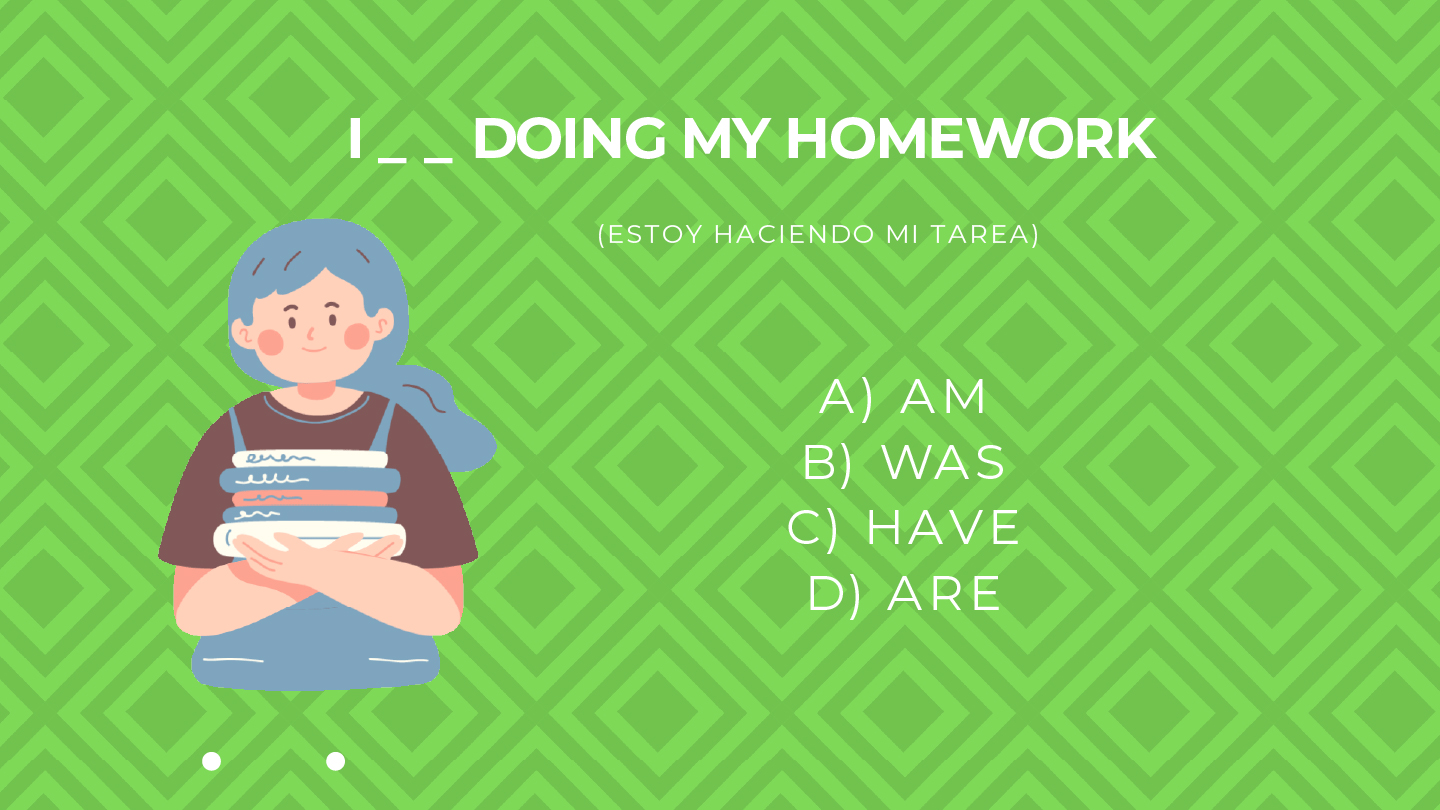 I _ _ DOING MY HOMEWORK
(ESTOY HACIENDO MI TAREA)
A) AM
B) WAS
C) HAVE
D) ARE